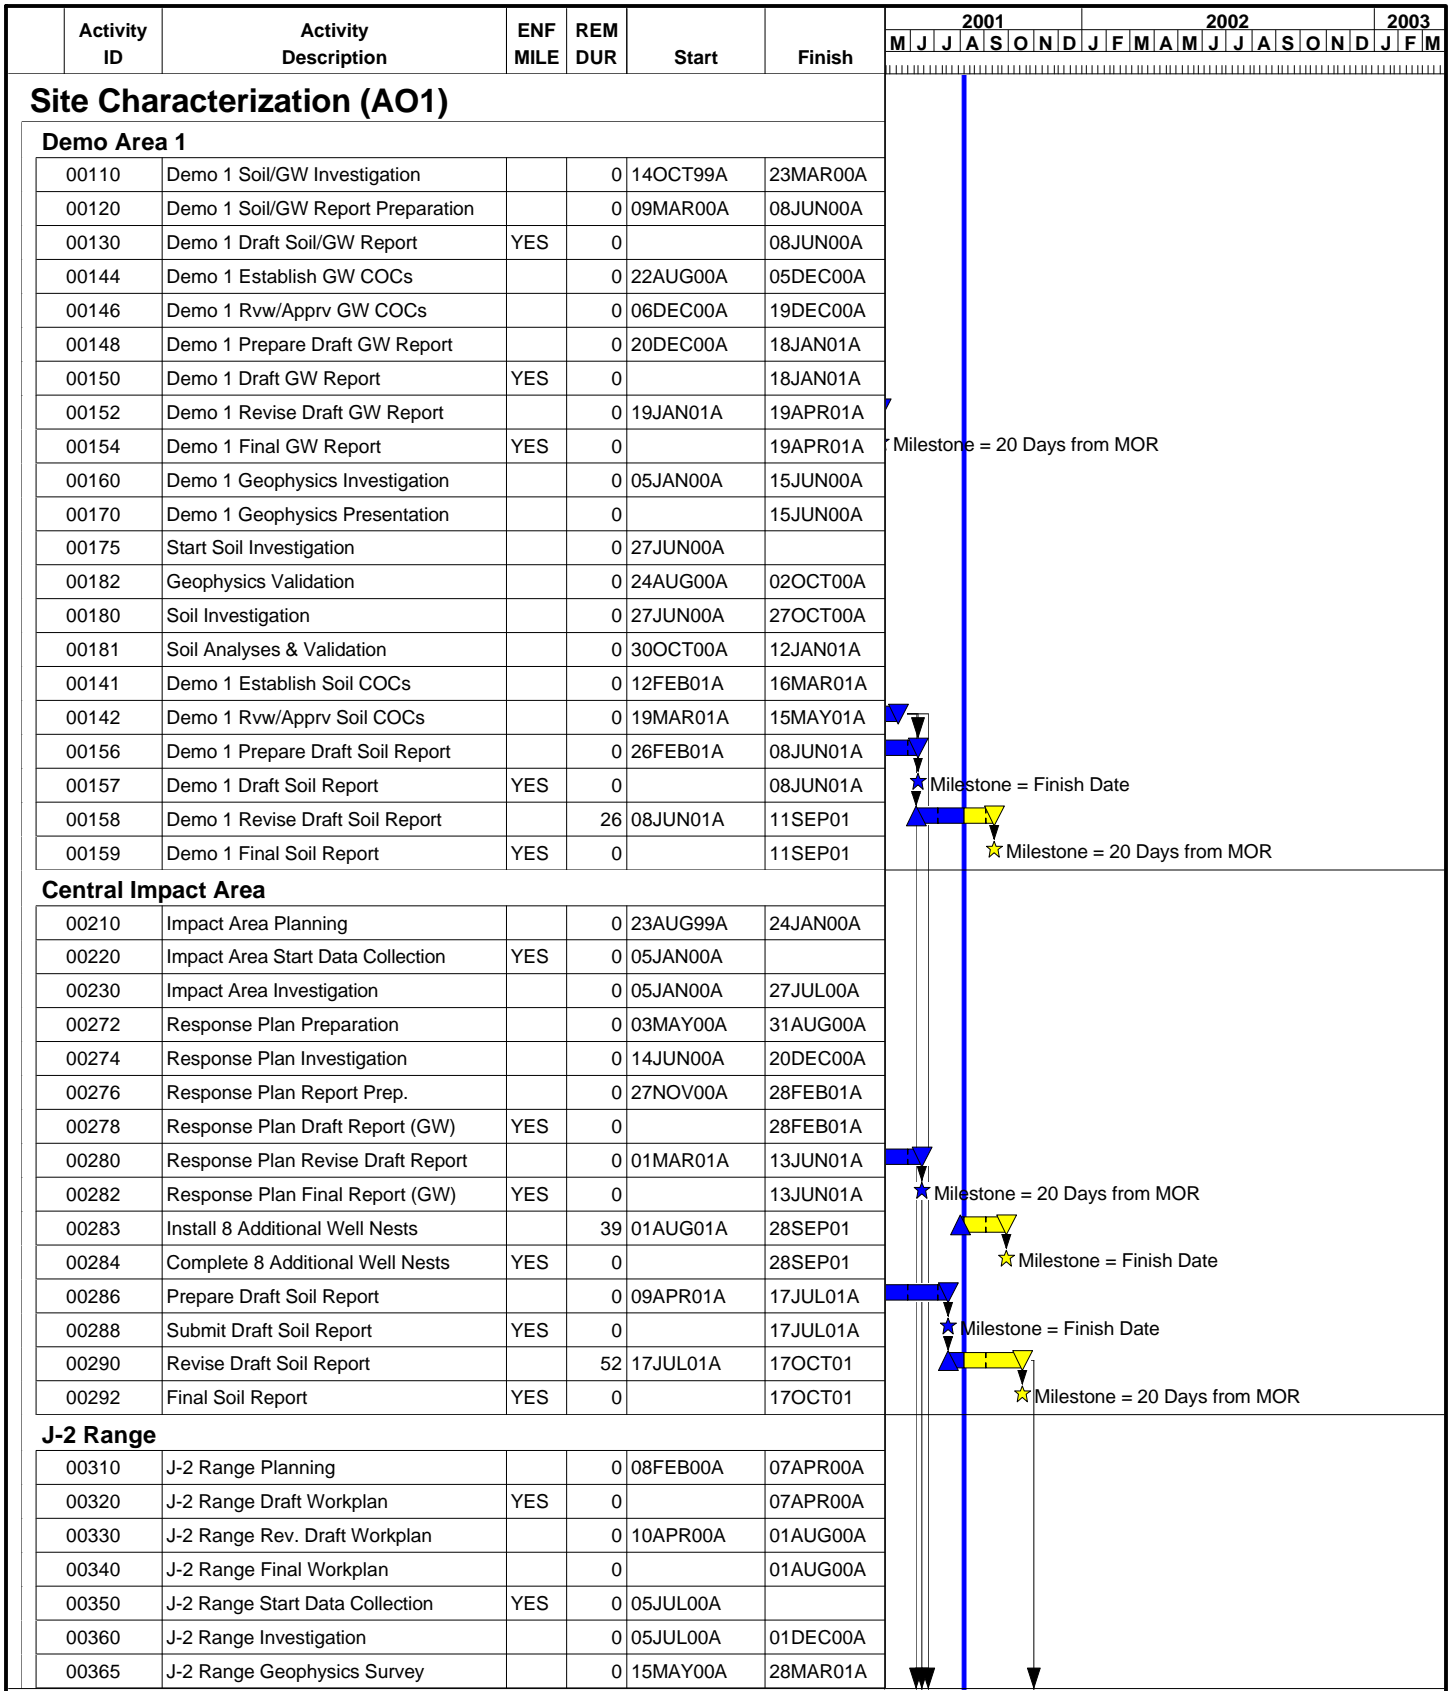 Activity ID Activity Description ENF MILE REM DUR Start Finish
2001 2002 2003
M J J A S O N D J F M A M J J A S O N D J F M
Site Characterization (AO1)
Demo Area 1
00110 Demo 1 Soil/GW Investigation 0 14OCT99A 23MAR00A
00120 Demo 1 Soil/GW Report Preparation 0 09MAR00A 08JUN00A
00130 Demo 1 Draft Soil/GW Report YES 0 08JUN00A
00144 Demo 1 Establish GW COCs 0 22AUG00A 05DEC00A
00146 Demo 1 Rvw/Apprv GW COCs 0 06DEC00A 19DEC00A
00148 Demo 1 Prepare Draft GW Report 0 20DEC00A 18JAN01A
00150 Demo 1 Draft GW Report YES 0 18JAN01A
00152 Demo 1 Revise Draft GW Report 0 19JAN01A 19APR01A
00154 Demo 1 Final GW Report YES 0 19APR01A Milestone = 20 Days from MOR
00160 Demo 1 Geophysics Investigation 0 05JAN00A 15JUN00A
00170 Demo 1 Geophysics Presentation 0 15JUN00A
00175 Start Soil Investigation 0 27JUN00A
00182 Geophysics Validation 0 24AUG00A 02OCT00A
00180 Soil Investigation 0 27JUN00A 27OCT00A
00181 Soil Analyses & Validation 0 30OCT00A 12JAN01A
00141 Demo 1 Establish Soil COCs 0 12FEB01A 16MAR01A
00142 Demo 1 Rvw/Apprv Soil COCs 0 19MAR01A 15MAY01A
00156 Demo 1 Prepare Draft Soil Report 0 26FEB01A 08JUN01A
00157 Demo 1 Draft Soil Report YES 0 08JUN01A Milestone = Finish Date
00158 Demo 1 Revise Draft Soil Report 26 08JUN01A 11SEP01
00159 Demo 1 Final Soil Report YES 0 11SEP01 Milestone = 20 Days from MOR
Central Impact Area
00210 Impact Area Planning 0 23AUG99A 24JAN00A
00220 Impact Area Start Data Collection YES 0 05JAN00A
00230 Impact Area Investigation 0 05JAN00A 27JUL00A
00272 Response Plan Preparation 0 03MAY00A 31AUG00A
00274 Response Plan Investigation 0 14JUN00A 20DEC00A
00276 Response Plan Report Prep. 0 27NOV00A 28FEB01A
00278 Response Plan Draft Report (GW) YES 0 28FEB01A
00280 Response Plan Revise Draft Report 0 01MAR01A 13JUN01A
00282 Response Plan Final Report (GW) YES 0 13JUN01A Milestone = 20 Days from MOR
00283 Install 8 Additional Well Nests 39 01AUG01A 28SEP01
00284 Complete 8 Additional Well Nests YES 0 28SEP01 Milestone = Finish Date
00286 Prepare Draft Soil Report 0 09APR01A 17JUL01A
00288 Submit Draft Soil Report YES 0 17JUL01A Milestone = Finish Date
00290 Revise Draft Soil Report 52 17JUL01A 17OCT01
00292 Final Soil Report YES 0 17OCT01 Milestone = 20 Days from MOR
J-2 Range
00310 J-2 Range Planning 0 08FEB00A 07APR00A
00320 J-2 Range Draft Workplan YES 0 07APR00A
00330 J-2 Range Rev. Draft Workplan 0 10APR00A 01AUG00A
00340 J-2 Range Final Workplan 0 01AUG00A
00350 J-2 Range Start Data Collection YES 0 05JUL00A
00360 J-2 Range Investigation 0 05JUL00A 01DEC00A
00365 J-2 Range Geophysics Survey 0 15MAY00A 28MAR01A